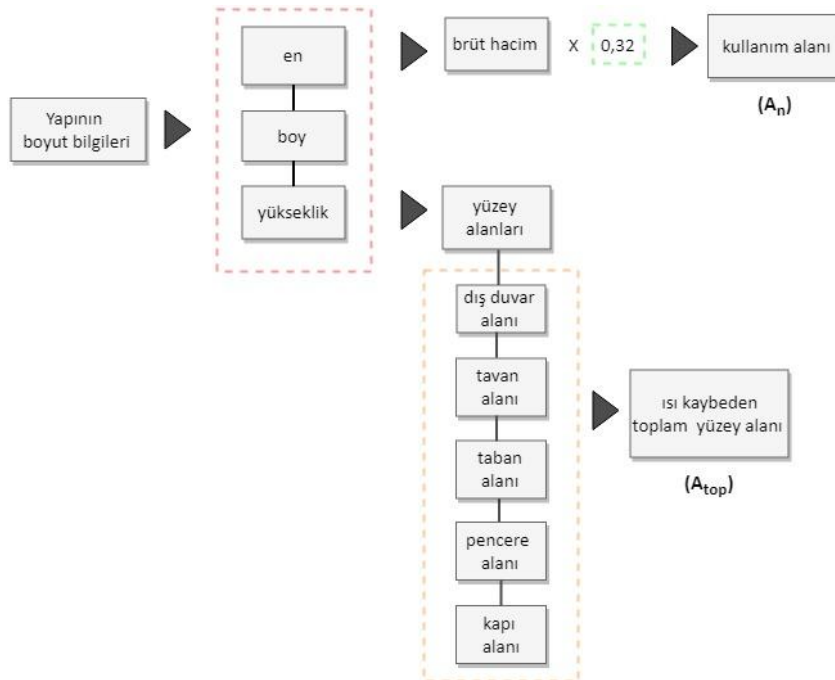 Yapının
boyut bilgileri
en
boy
yükseklik
brüt hacim
X
0,32
kullanım alanı
(An)
yüzey
alanları
dış duvar
alanı
tavan
alanı
taban
alanı
pencere
alanı
kapı
alanı
ısı kaybeden
toplam yüzey alanı
(Atop)